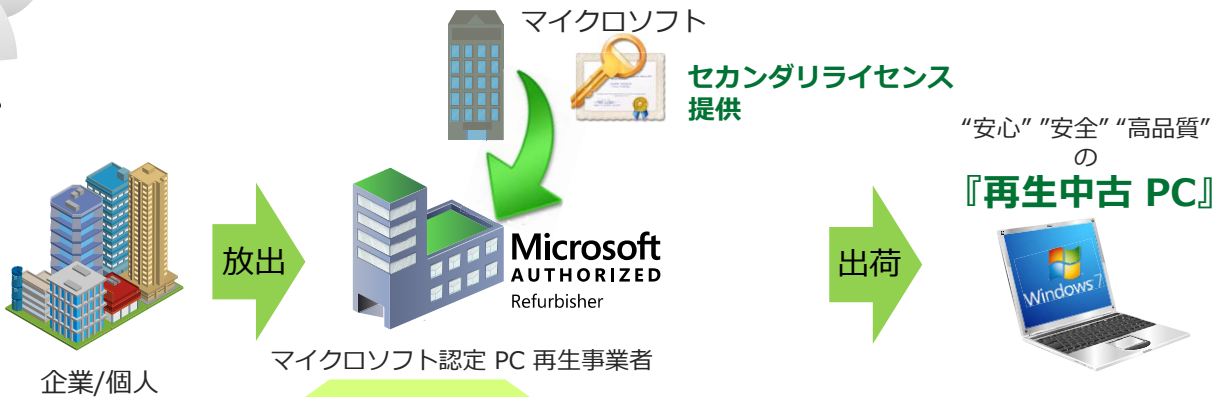 マイクロソフト
セカンダリライセンス
提供
“安心” ”安全” “高品質”
の
『再生中古 PC』
放出
Microsoft
AUTHORIZED
Refurbisher
出荷
Windows 7
マイクロソフト認定 PC 再生事業者
企業/個人